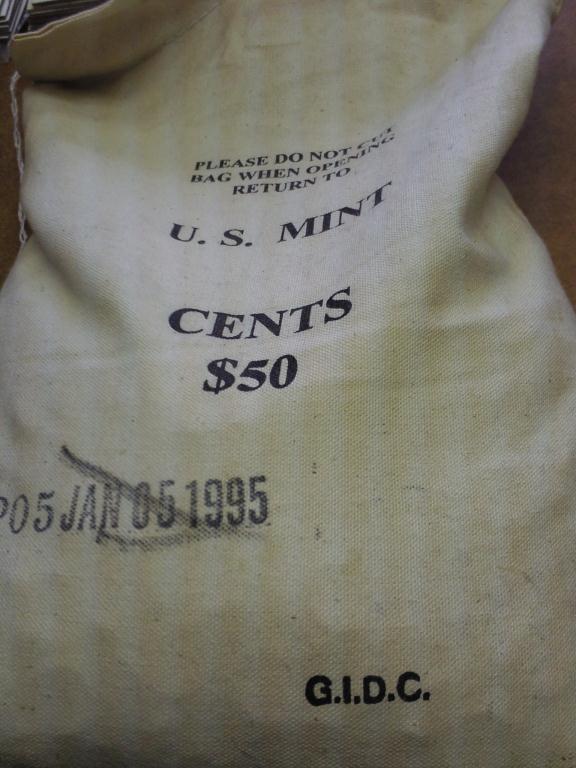 PLEASE DO NOT CUT
BAG WHEN OPENING
RETURN TO
U. S. MINT
CENTS
$50
P05 JAN 05 1995
G.I.D.C.